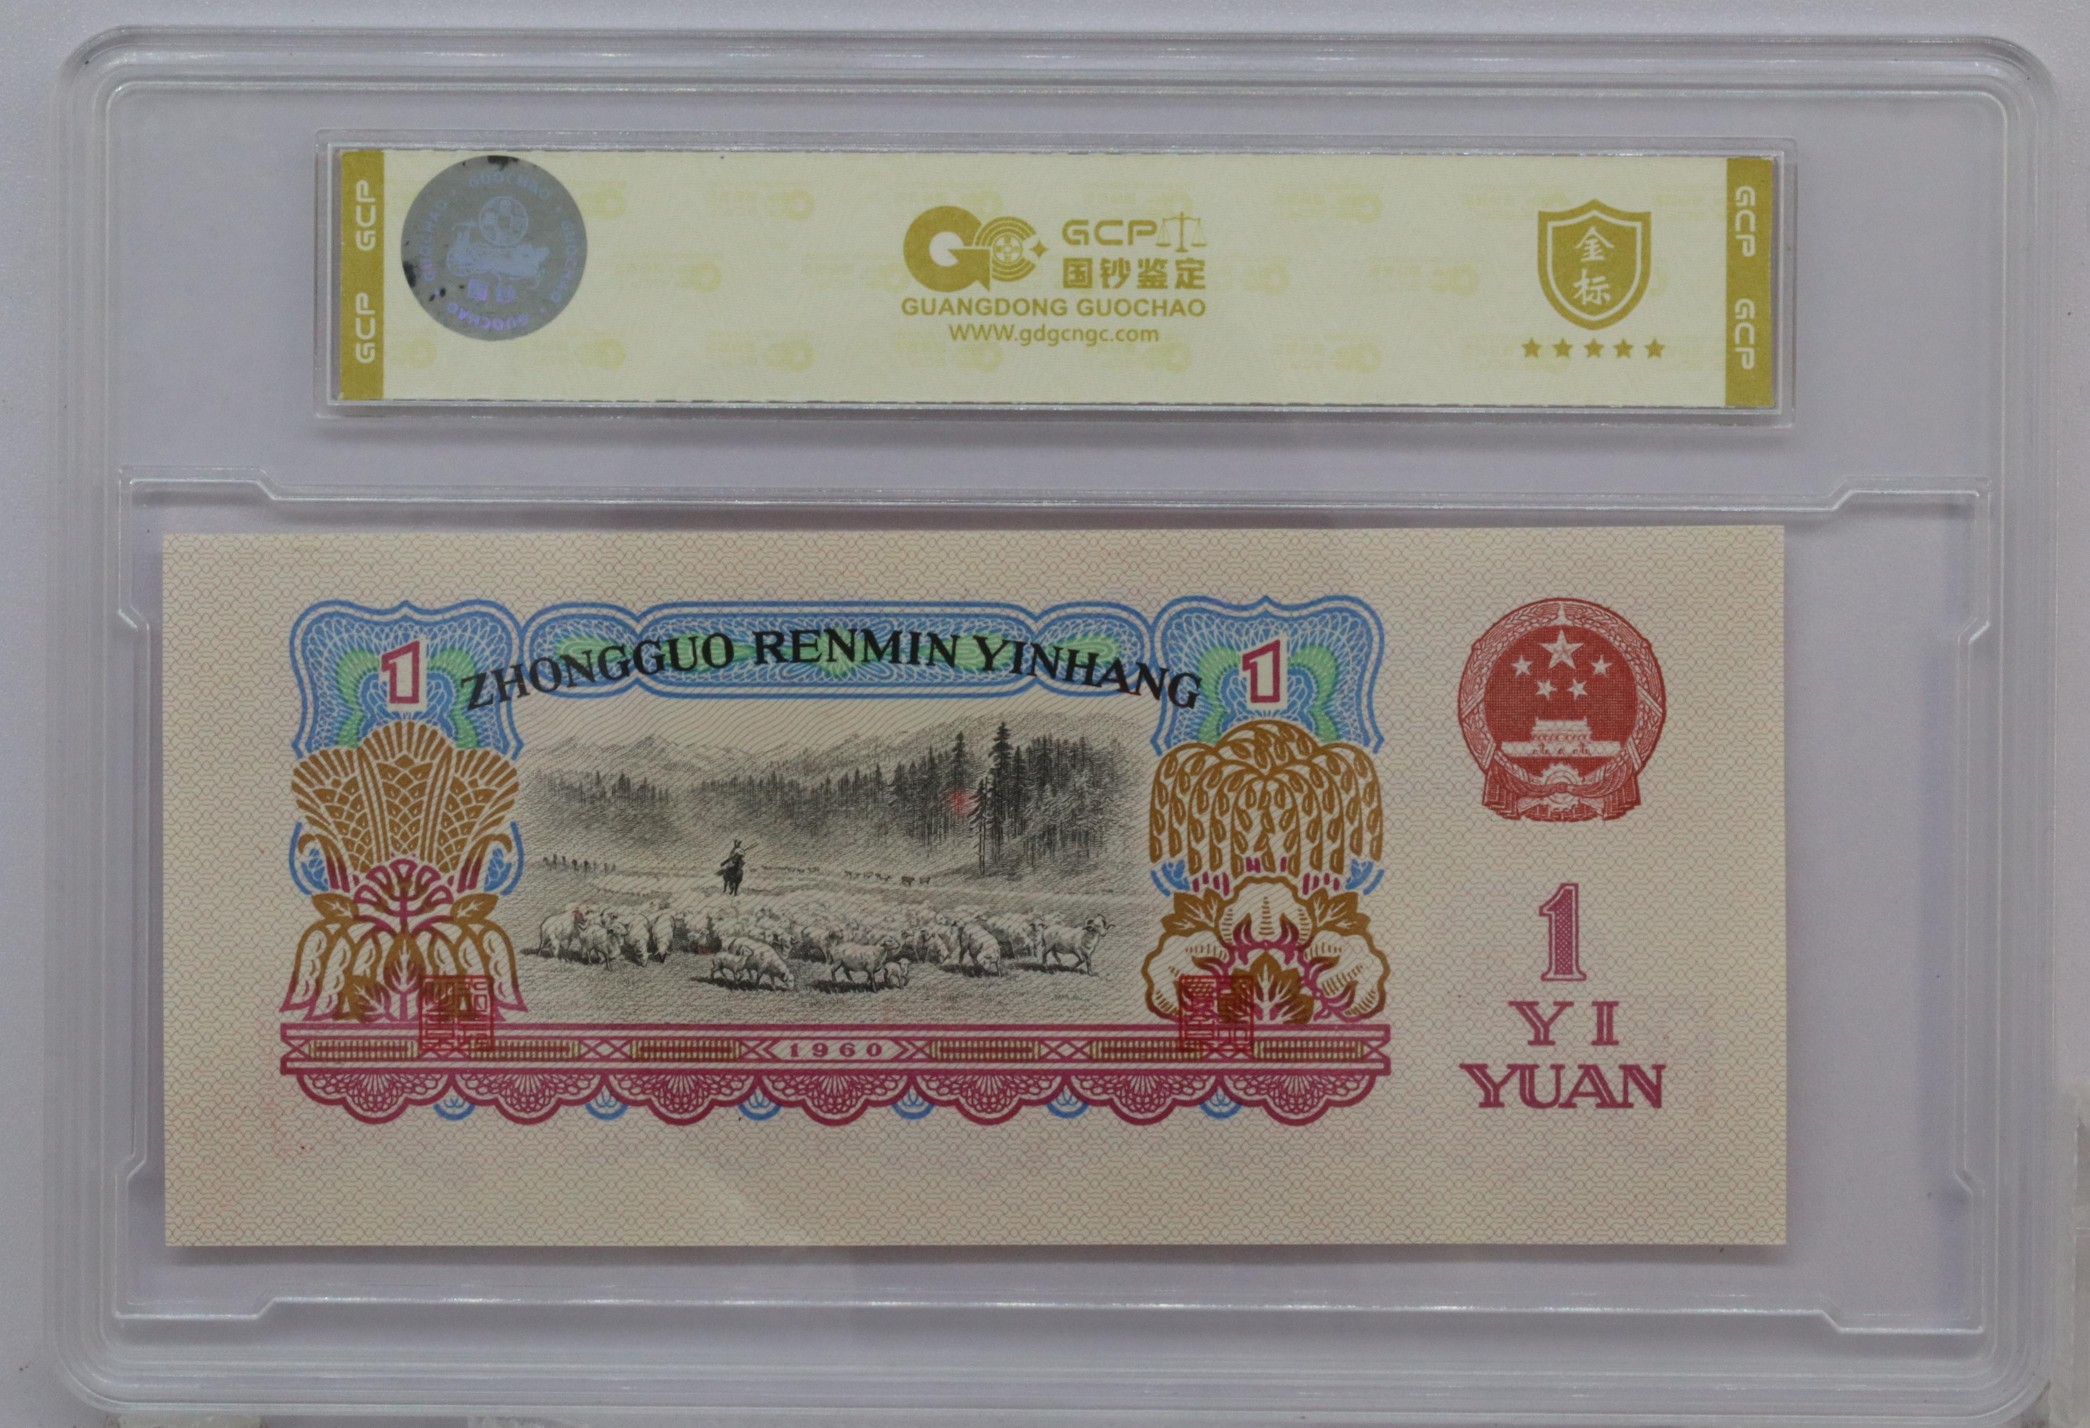 GCP GCP
GUOCHAO
GCP
国钞鉴定
GUANGDONG GUOCHAO
WWW.gdgcngc.com
金标
GCP GCP
1 ZHONGGUO RENMIN YINHANG 1
1960
1
YI
YUAN